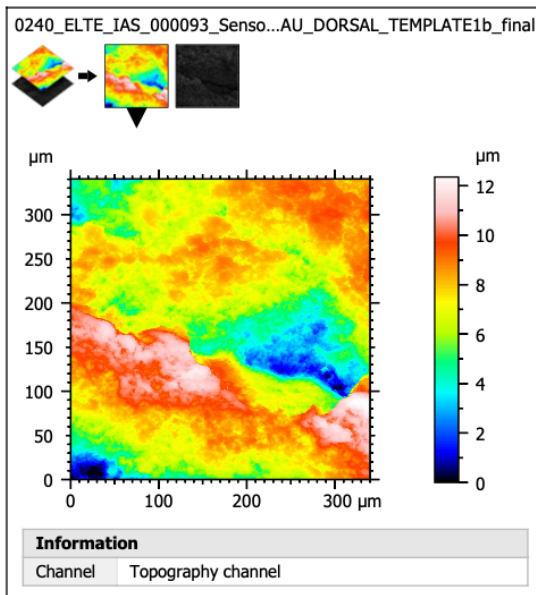 0240_ELTE_IAS_000093_Senso...AU_DORSAL_TEMPLATE1b_final
µm
350
300
250
200
150
100
50
0
0 100 200 300 µm
µm
12
10
8
6
4
2
0
Information
Channel Topography channel